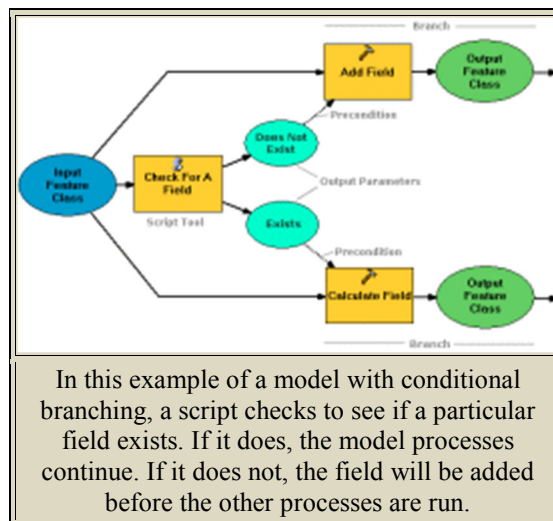 Branch
Add Field
Output
Feature
Class
Precondition
Does Not
Exist
Input
Feature
Class
Check For A
Field
Output Parameters
Script Tool
Exists
Precondition
Calculate Field
Output
Feature
Class
Branch
In this example of a model with conditional
branching, a script checks to see if a particular
field exists. If it does, the model processes
continue. If it does not, the field will be added
before the other processes are run.